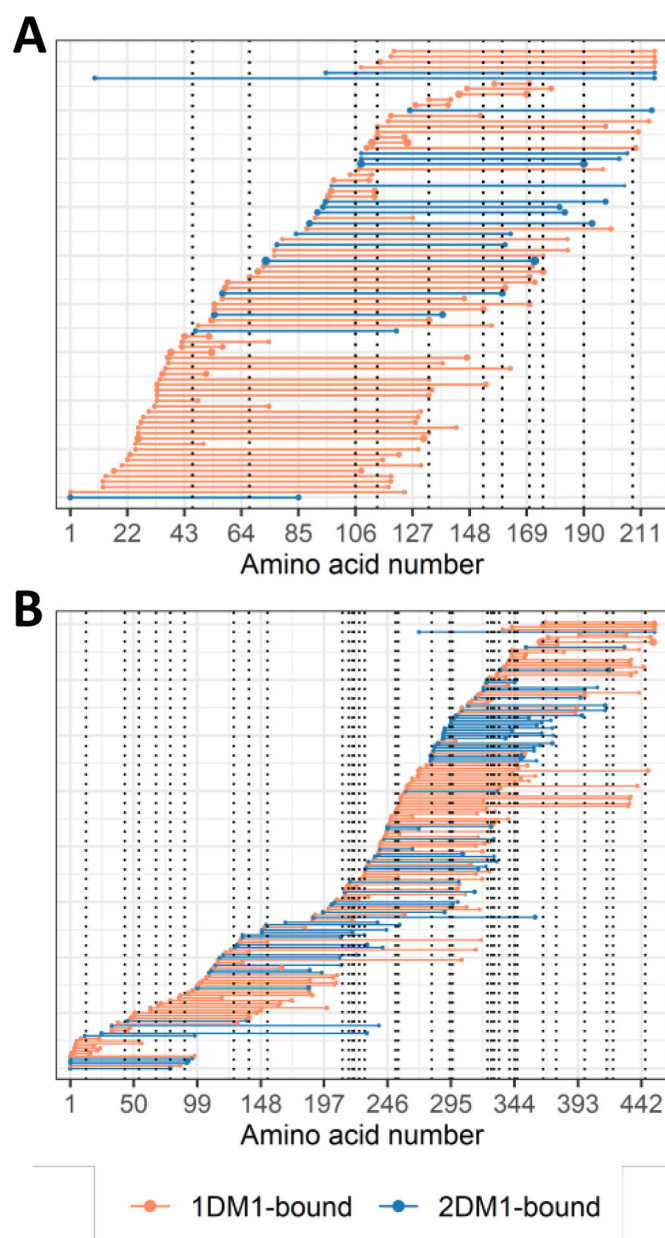 A
1 22 43 64 85 106 127 148 169 190 211
Amino acid number
B
1 50 99 148 197 246 295 344 393 442
Amino acid number
1DM1-bound 2DM1-bound